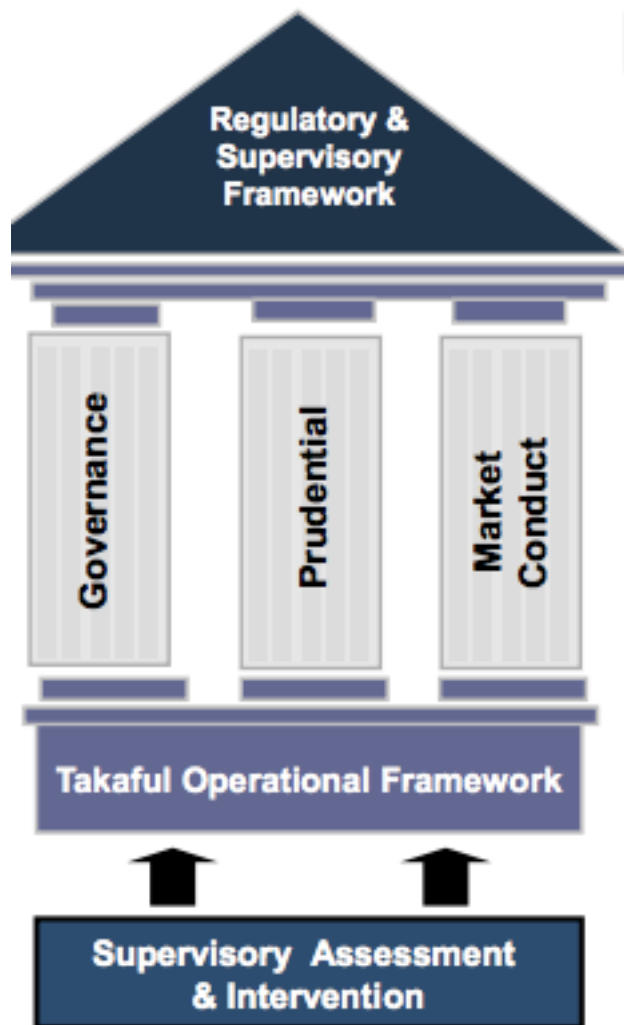 Regulatory &
Supervisory
Framework
Governance
Prudential
Market
Conduct
Takaful Operational Framework
Supervisory Assessment
& Intervention